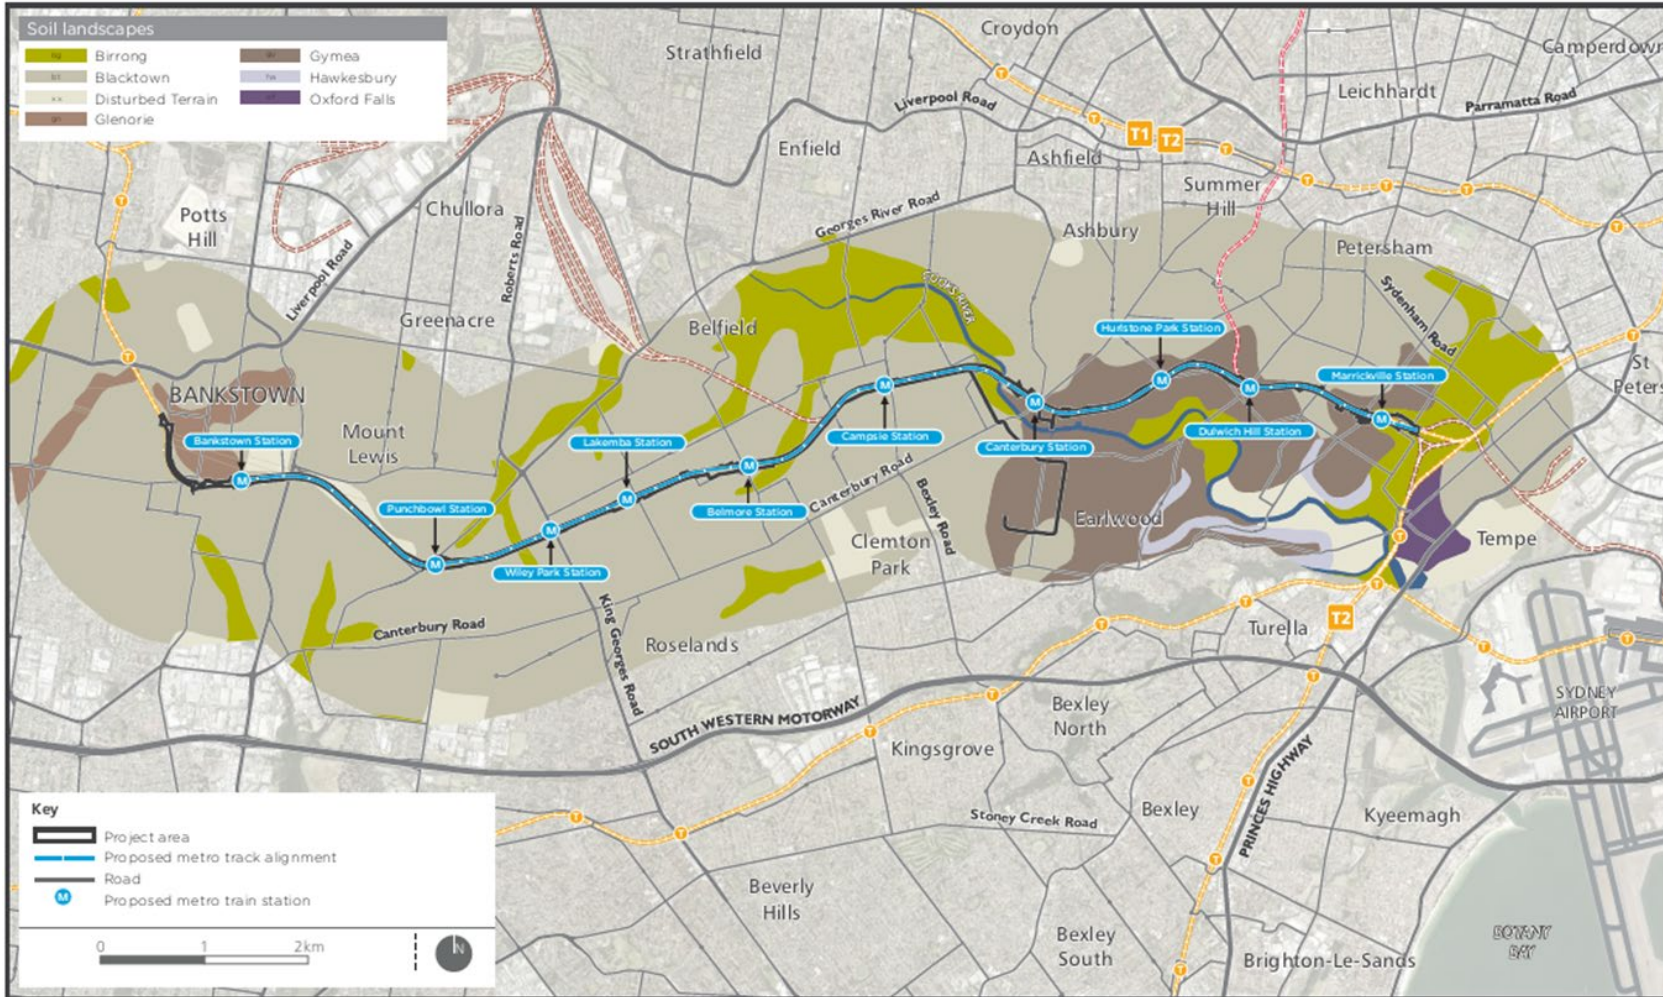 Soil landscapes
Birrong
Blacktown
Disturbed Terrain
Glenorie
Gymea
Hawkesbury
Oxford Falls
Strathfield
Croydon
Camperdown
Leichhardt
Parramatta Road
Liverpool Road
T1
T2
Enfield
Ashfield
Summer
Hill
Potts
Hill
Chullora
Roberts Road
Georges River Road
Ashbury
Petersham
Liverpool Road
Greenacre
Belfield
COOKS RIVER
Sydenham Road
St
Peters
Hurlstone Park Station
Marrickville Station
BANKSTOWN
Bankstown Station
Mount
Lewis
Lakemba Station
Campsie Station
Canterbury Station
Dulwich Hill Station
Punchbowl Station
Belmore Station
Canterbury Road
Bexley Road
Earlwood
Clemton
Park
Tempe
Wiley Park Station
King Georges Road
Canterbury Road
Roselands
T2
Turella
SOUTH WESTERN MOTORWAY
Bexley
North
SYDNEY
AIRPORT
Kingsgrove
PRINCES HIGHWAY
Stoney Creek Road
Bexley
Kyeemagh
Beverly
Hills
Bexley
South
Brighton-Le-Sands
BOTANY
BAY
Key
Project area
Proposed metro track alignment
Road
M
Proposed metro train station
0 1 2km
N